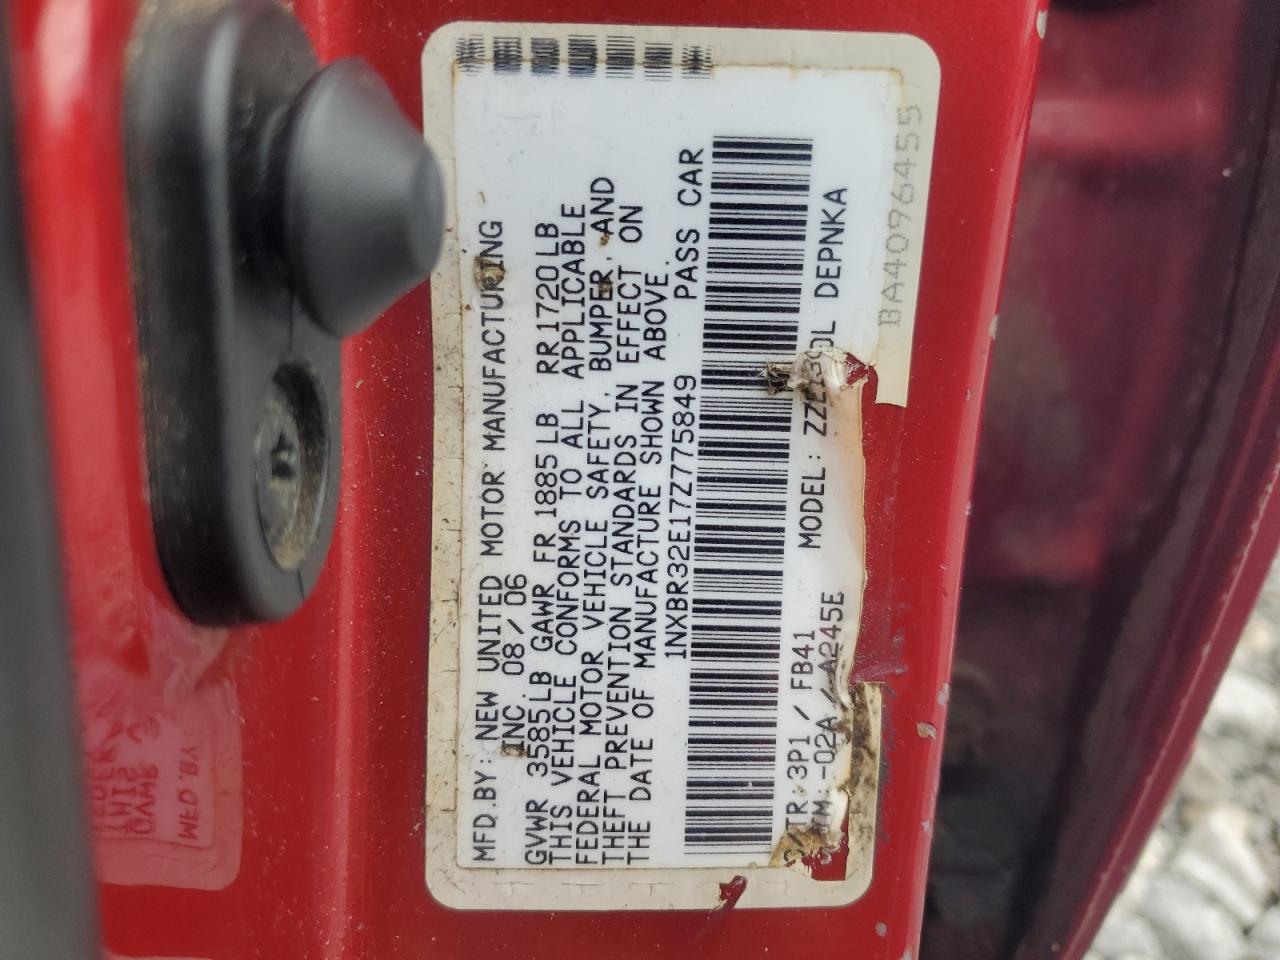 MFD.BY: NEW UNITED MOTOR MANUFACTURING
INC. 08/06
GVWR 3585LB GAWR FR 1885LB RR1720LB
THIS VEHICLE CONFORMS TO ALL APPLICABLE
FEDERAL MOTOR VEHICLE SAFETY, BUMPER, AND
THEFT PREVENTION STANDARDS IN EFFECT ON
THE DATE OF MANUFACTURE SHOWN ABOVE.
1NXBR32E17Z775849 PASS CAR
C/TR: 3P1 / FB41 MODEL: DEPNKA
-02A / A245E
BA4096455